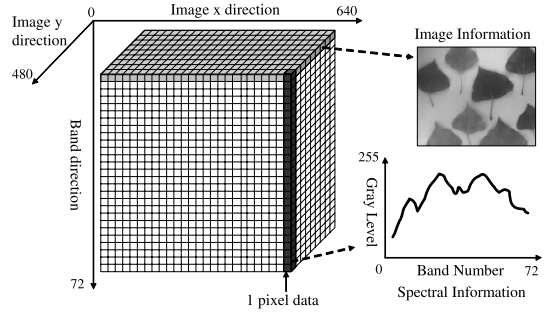 0
Image x direction
640
Image y
direction
480
Band direction
72
1 pixel data
Image Information
255
Gray Level
0
Band Number
72
Spectral Information